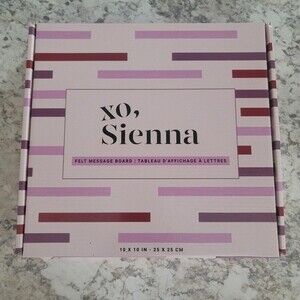 xo,
Sienna
FELT MESSAGE BOARD | TABLEAU D'AFFICHAGE À LETTRES
10 X 10 IN - 25 X 25 CM